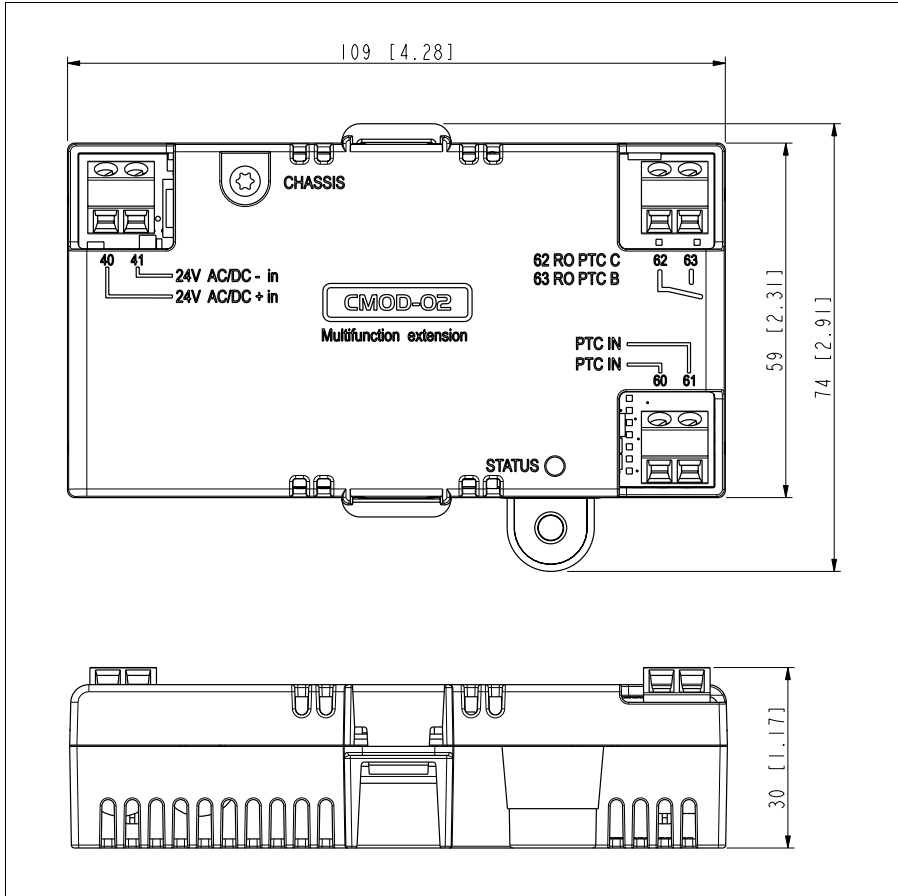 109 [4.28]
CHASSIS
40 41
24V AC/DC - in
24V AC/DC + in
62 RO PTC C 62 63
63 RO PTC B
CMOD-02
Multifunction extension
PTC IN
PTC IN
60 61
STATUS
59 [2.31]
74 [2.91]
30 [1.17]